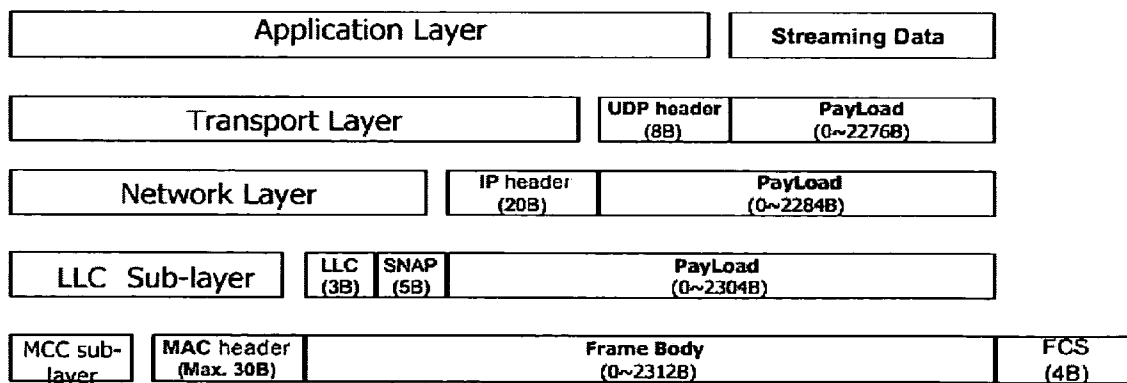 Application Layer
Streaming Data
Transport Layer
UDP header
(8B)
PayLoad
(0~2276B)
Network Layer
IP header
(20B)
PayLoad
(0~2284B)
LLC Sub-layer
LLC
(3B)
SNAP
(5B)
PayLoad
(0~2304B)
MCC sub-
layer
MAC header
(Max. 30B)
Frame Body
(0~2312B)
FCS
(4B)